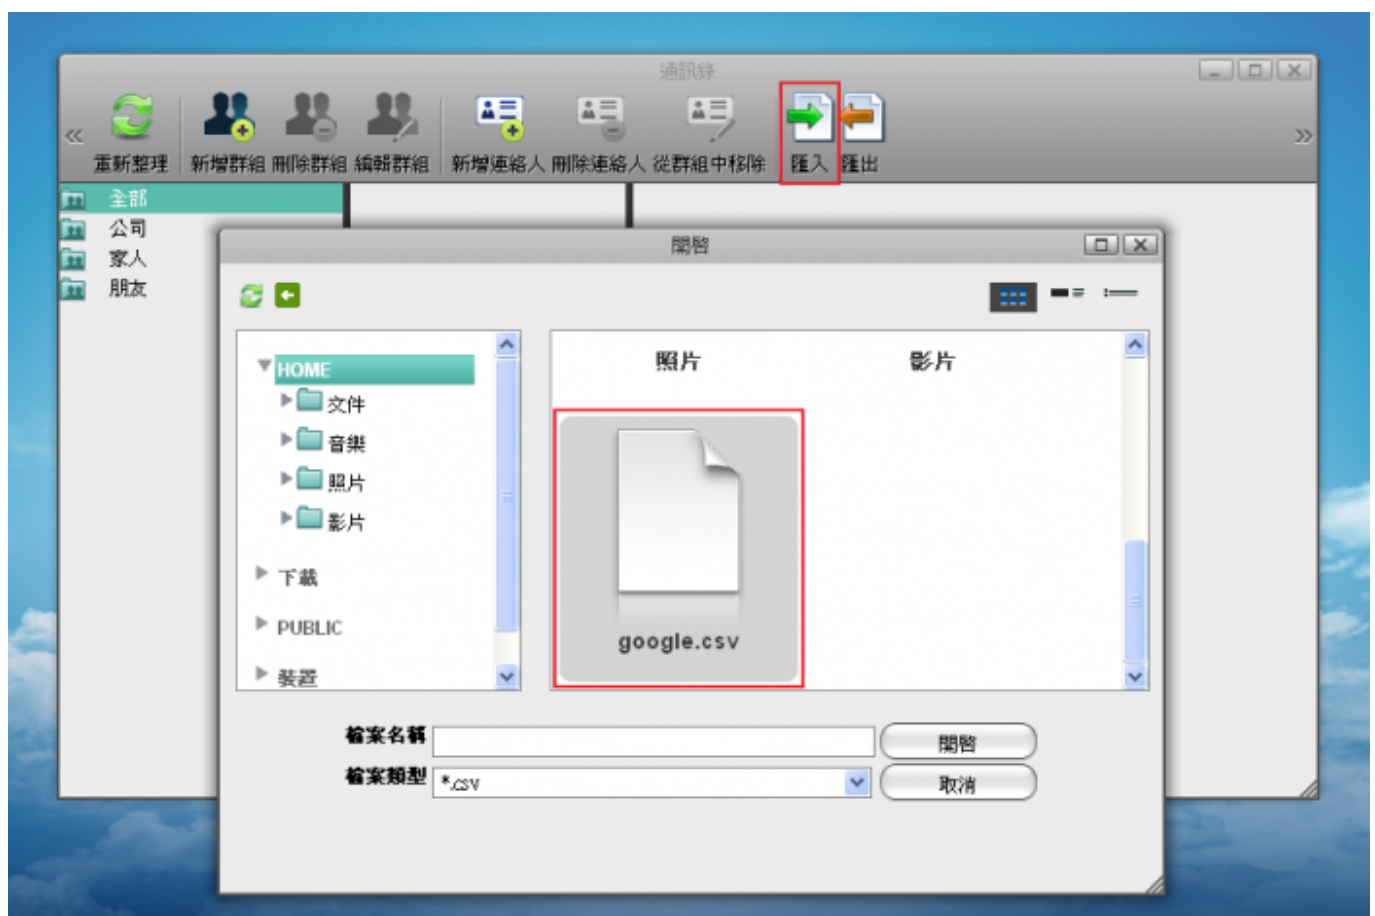 通訊錄
重新整理 新增群組 刪除群組 編輯群組 新增連絡人 刪除連絡人 從群組中移除 匯入 匯出
全部
公司
家人
朋友
開啓
HOME
文件
音樂
照片
影片
下載
PUBLIC
裝置
照片 影片
google.csv
檔案名稱
開啓
檔案類型 *.csv
取消